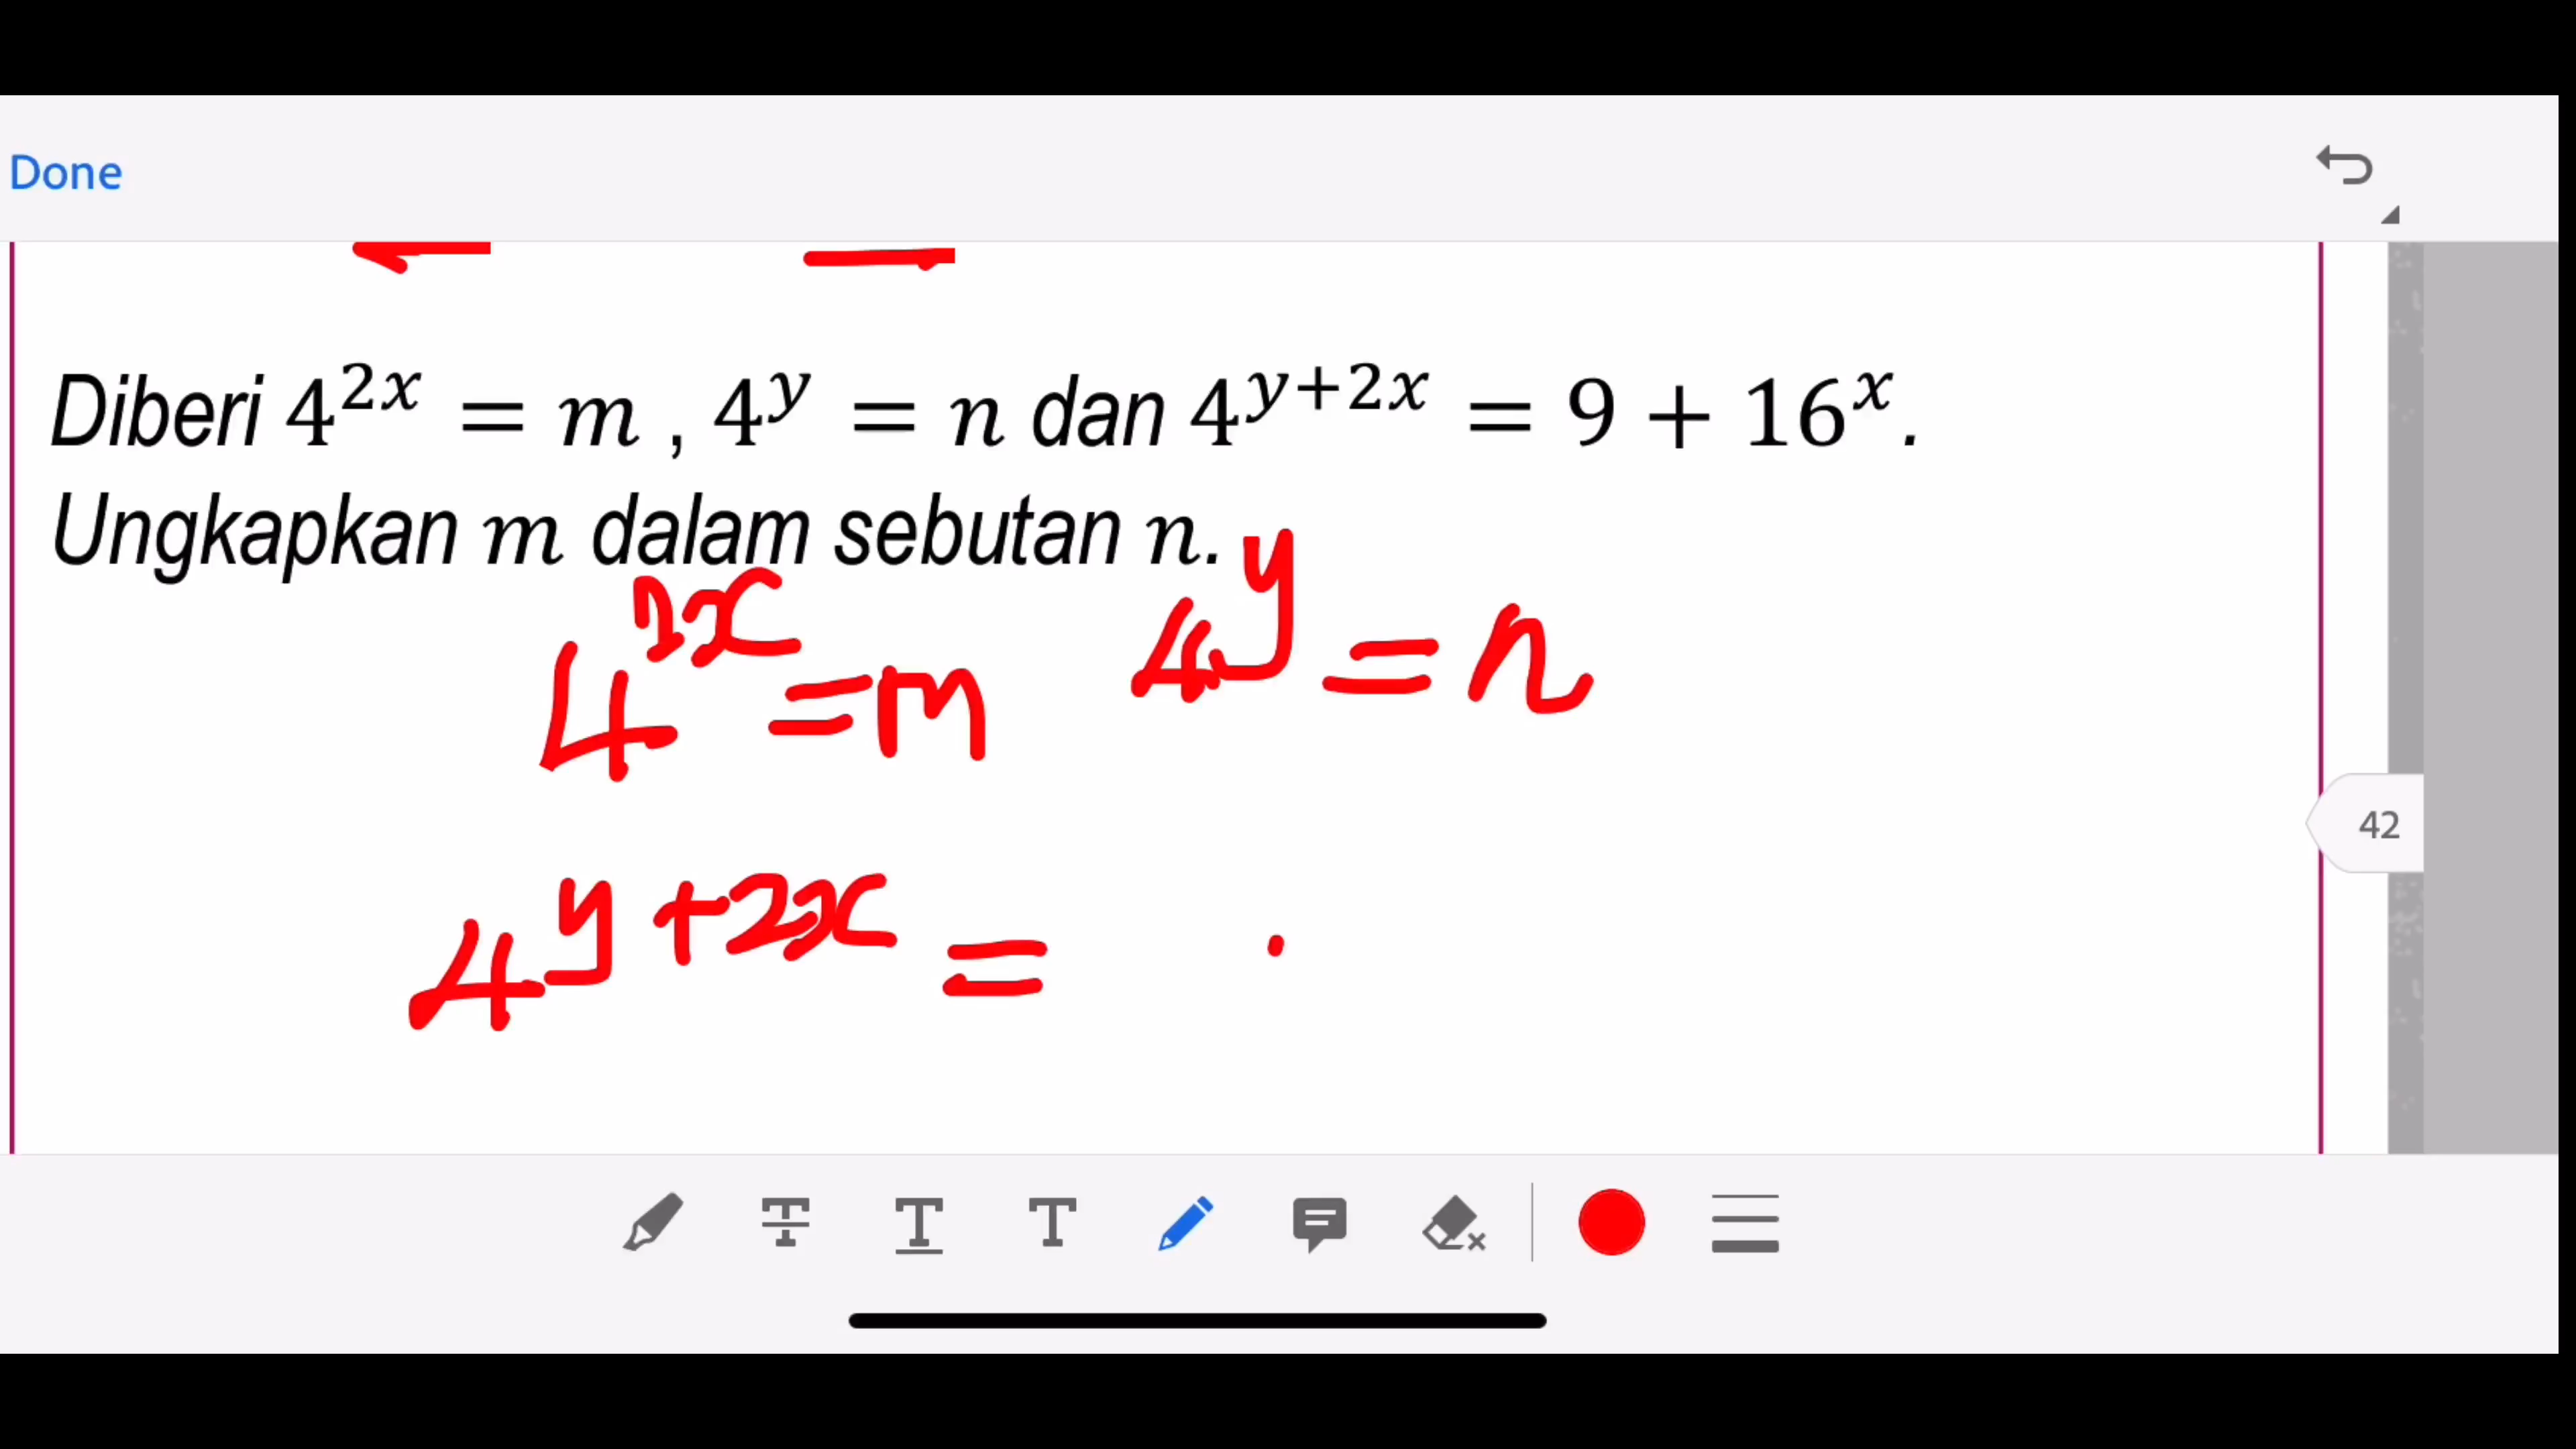 Done
Diberi 4^{2x} = m , 4^y = n dan 4^{y+2x} = 9 + 16^x.
Ungkapkan m dalam sebutan n.
4^{2x} = m 4^y = n
42
4^{y+2x} =